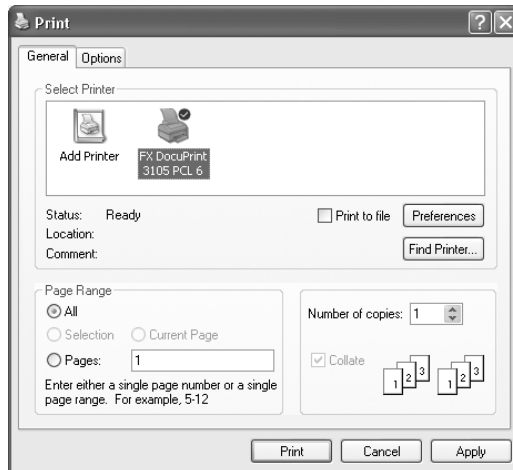 Print
General Options
Select Printer
Add Printer
FX DocuPrint
3105 PCL 6
Status: Ready
Print to file
Preferences
Location:
Comment:
Find Printer...
Page Range
All
Selection Current Page
Pages: 1
Enter either a single page number or a single
page range. For example, 5-12
Number of copies: 1
Collate
1 2 3 1 2 3
Print Cancel Apply